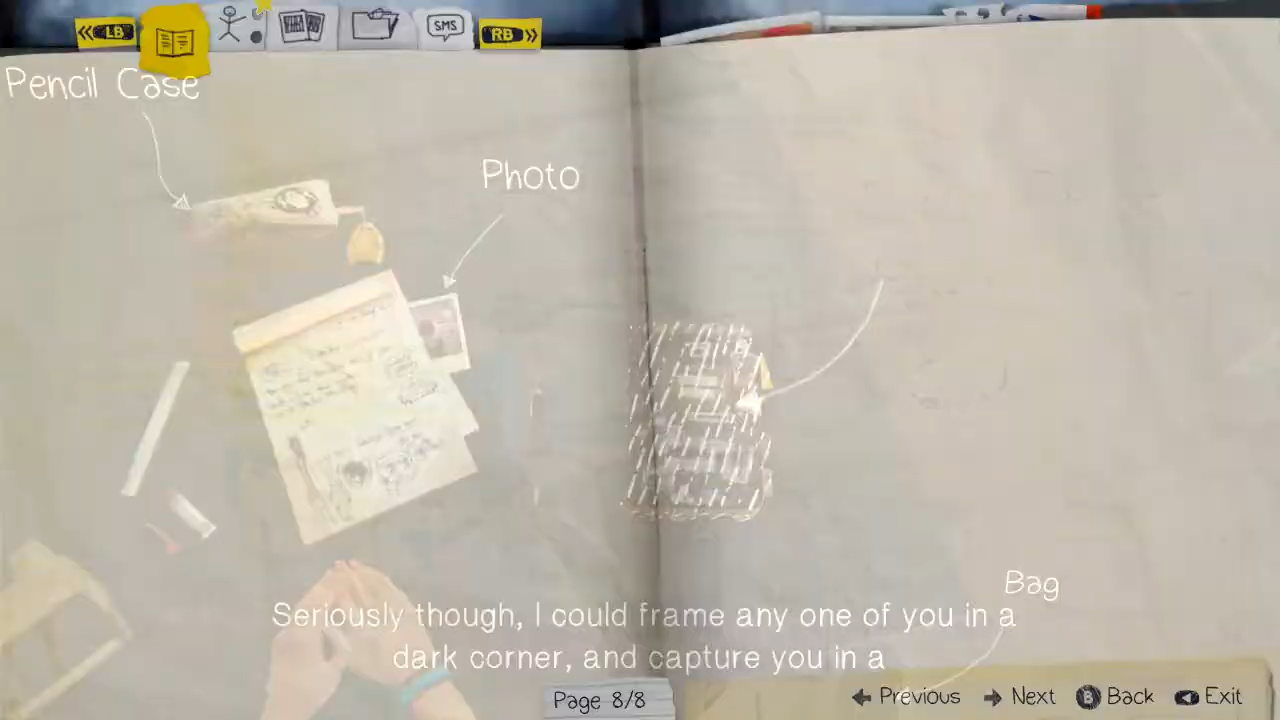 LB
SMS
RB
Pencil Case
Photo
Bag
Seriously though, I could frame any one of you in a
dark corner, and capture you in a
Page 8/8
Previous
Next
B Back
Exit